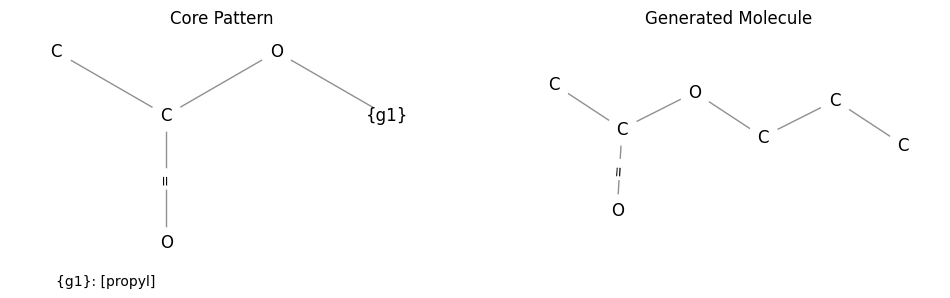 Core Pattern
C O
C {g1}
=
O
{g1}: [propyl]
Generated Molecule
C O C
C C C
=
O